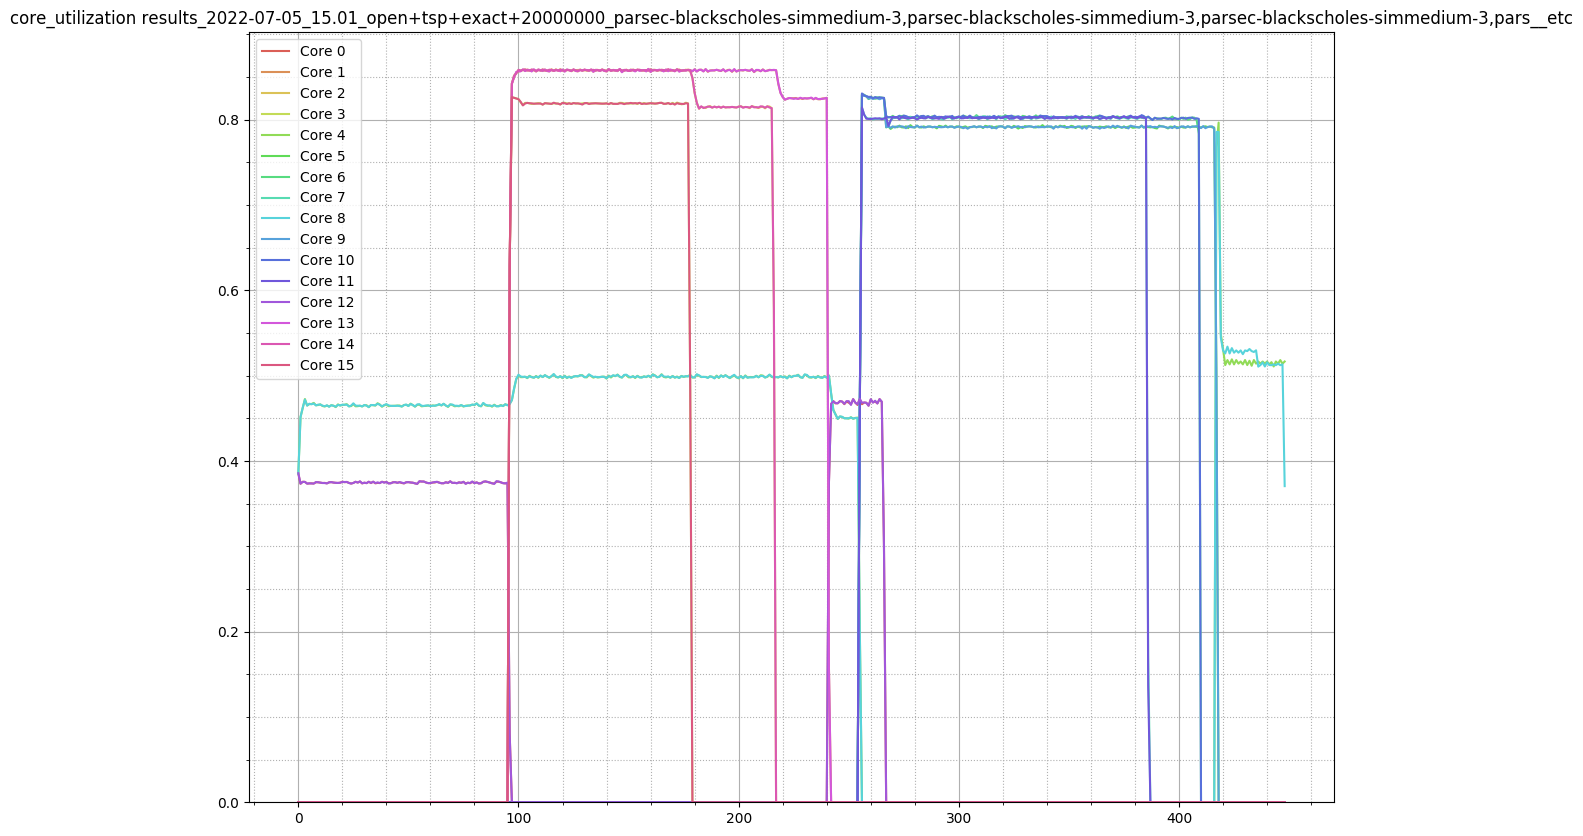 core_utilization results_2022-07-05_15.01_open+tsp+exact+20000000_parsec-blackscholes-simmedium-3,parsec-blackscholes-simmedium-3,parsec-blackscholes-simmedium-3,pars__etc
Core 0
Core 1
Core 2
Core 3
Core 4
Core 5
Core 6
Core 7
Core 8
Core 9
Core 10
Core 11
Core 12
Core 13
Core 14
Core 15
0.8
0.6
0.4
0.2
0.0
0 100 200 300 400